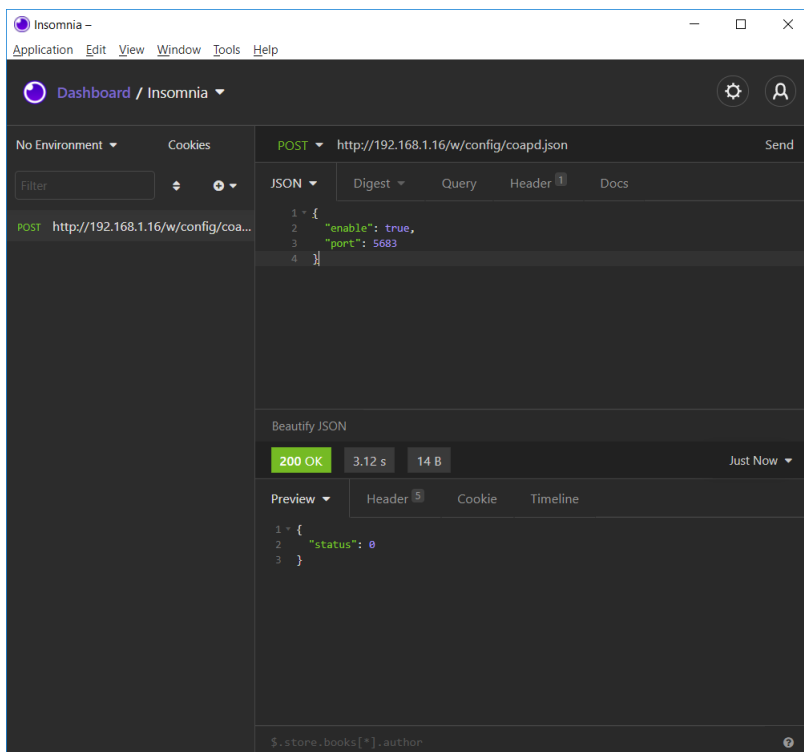 Insomnia –
Application Edit View Window Tools Help
Dashboard / Insomnia
No Environment Cookies
POST http://192.168.1.16/w/config/coapd.json Send
Filter
JSON Digest Query Header 1 Docs
POST http://192.168.1.16/w/config/coa...
1 {
2 "enable": true,
3 "port": 5683
4 }
Beautify JSON
200 OK 3.12 s 14 B Just Now
Preview Header 5 Cookie Timeline
1 {
2 "status": 0
3 }
$.store.books[*].author